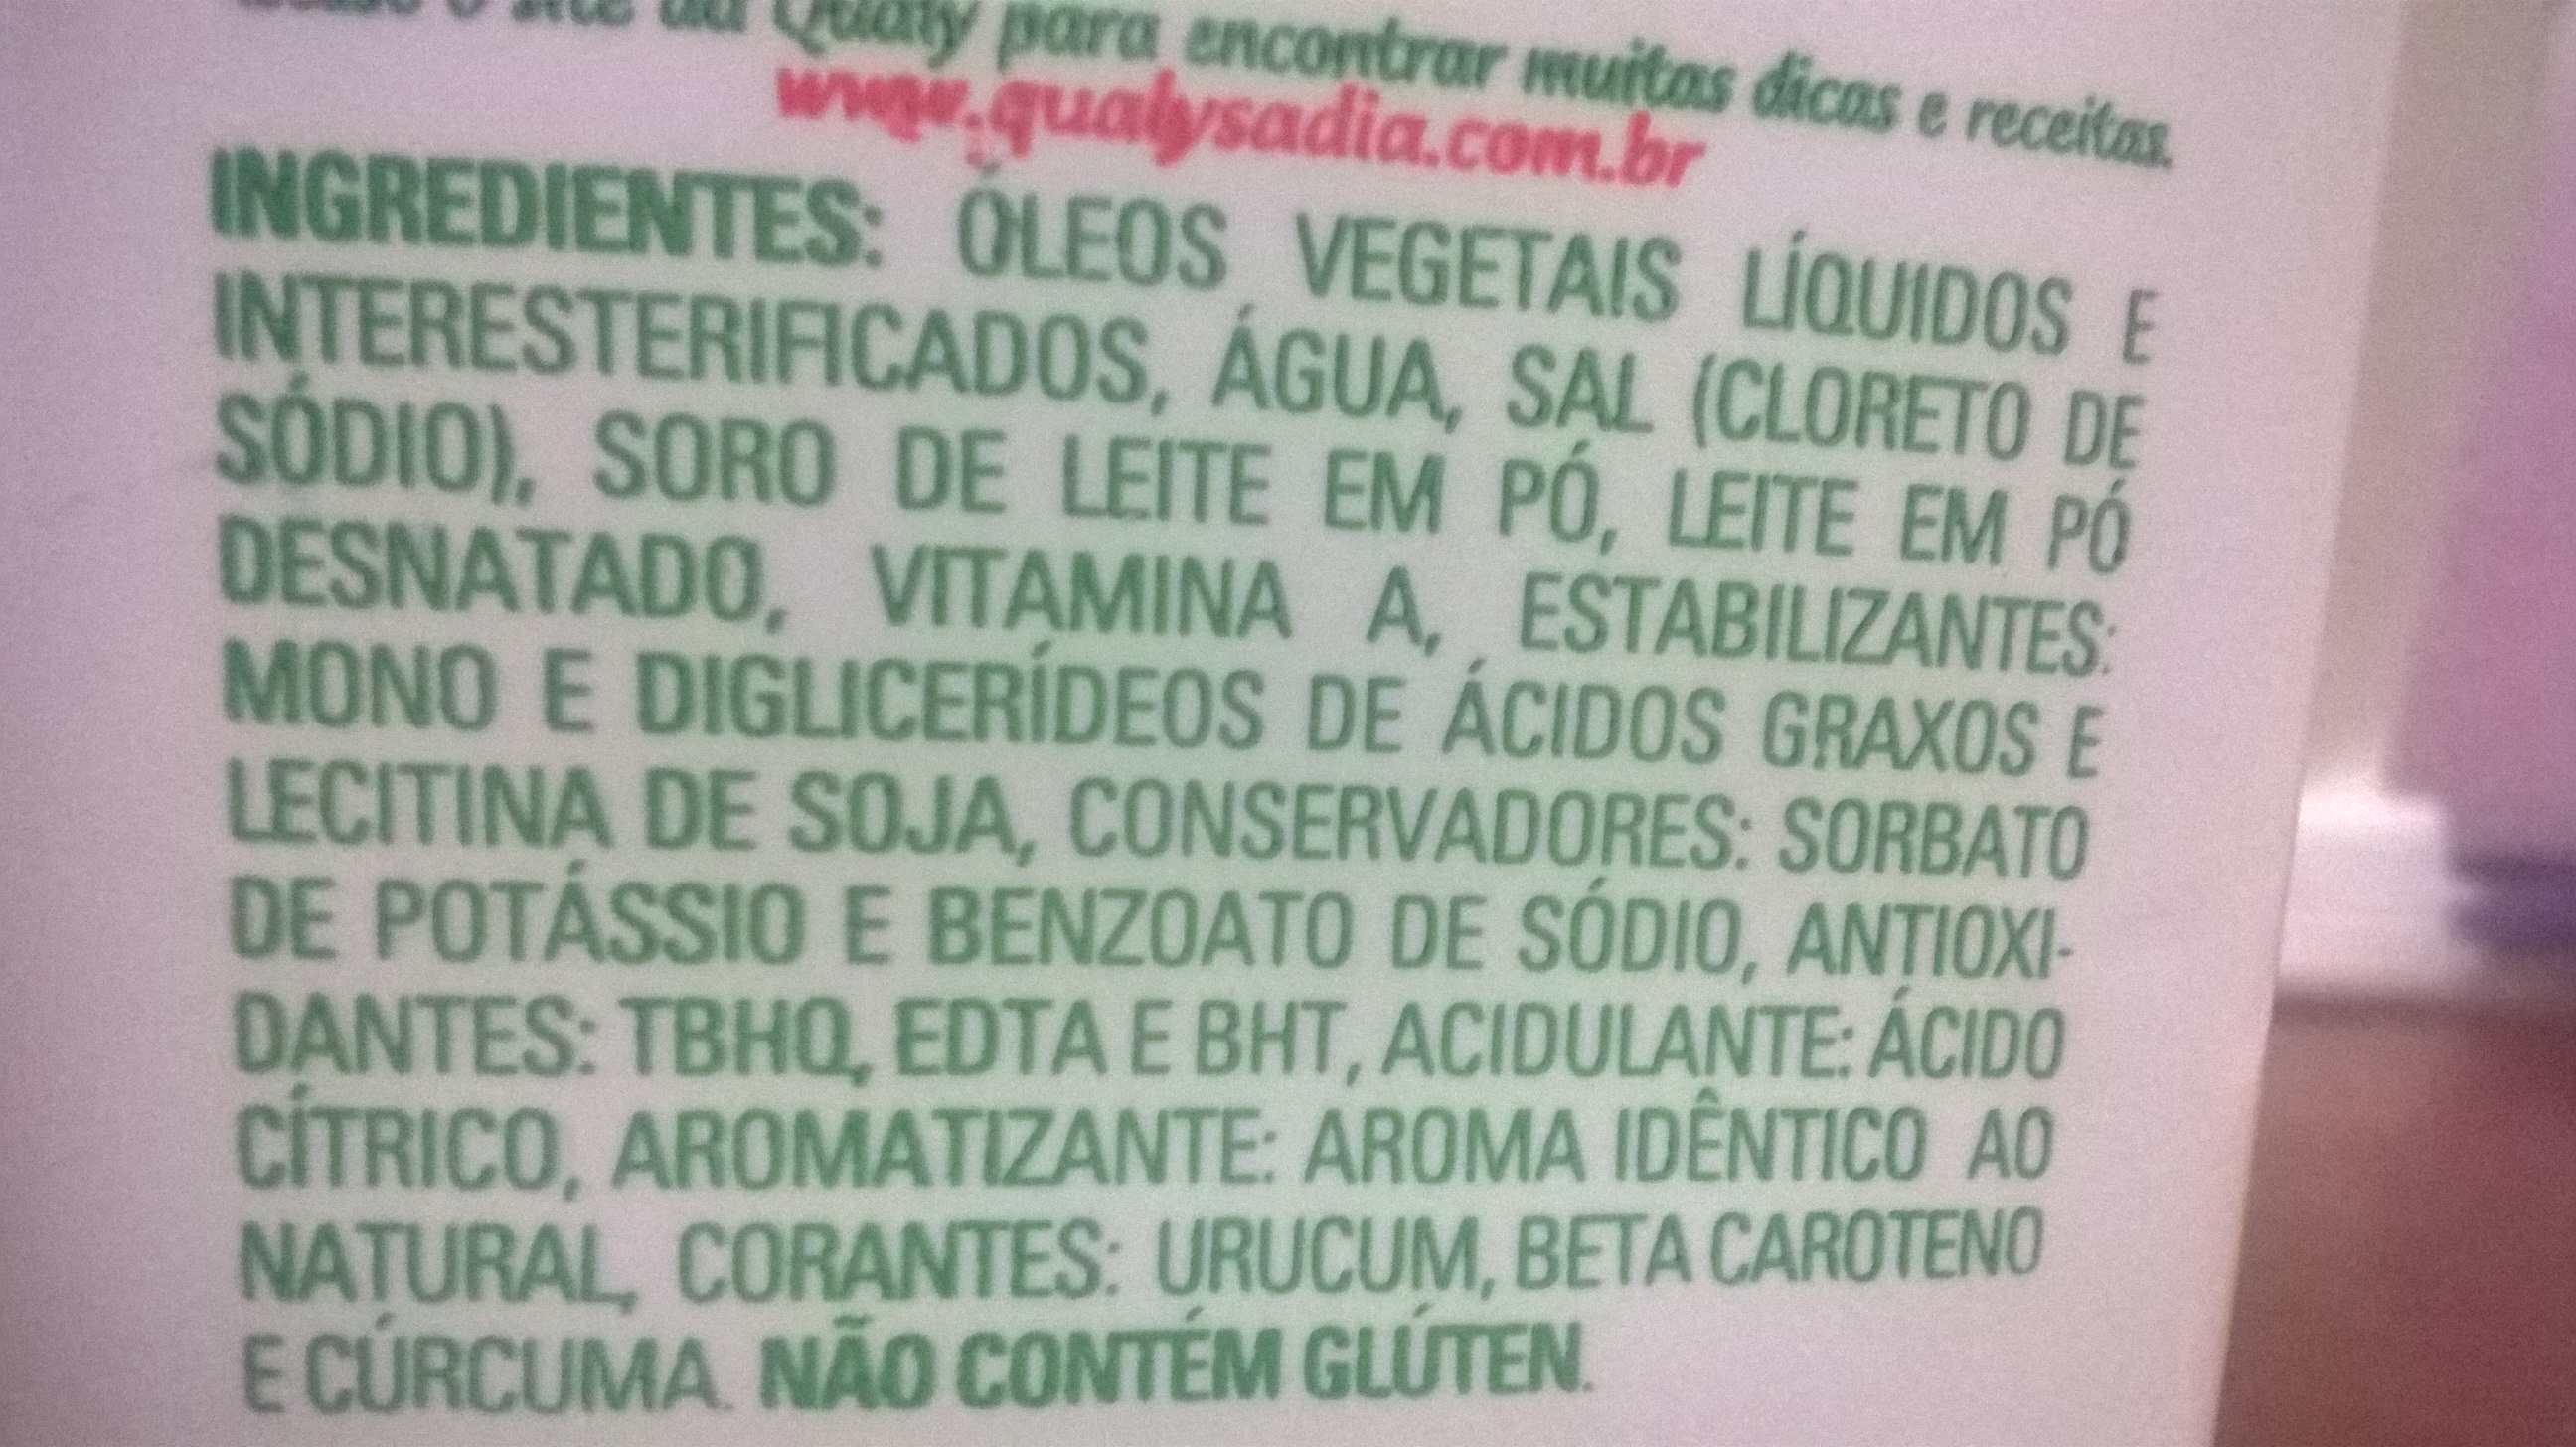 o site da Qualy para encontrar muitas dicas e receitas.
www.qualysadia.com.br
INGREDIENTES: ÓLEOS VEGETAIS LÍQUIDOS E
INTERESTERIFICADOS, ÁGUA, SAL (CLORETO DE
SÓDIO), SORO DE LEITE EM PÓ, LEITE EM PÓ
DESNATADO, VITAMINA A, ESTABILIZANTES:
MONO E DIGLICERÍDEOS DE ÁCIDOS GRAXOS E
LECITINA DE SOJA, CONSERVADORES: SORBATO
DE POTÁSSIO E BENZOATO DE SÓDIO, ANTIOXI-
DANTES: TBHQ, EDTA E BHT, ACIDULANTE: ÁCIDO
CÍTRICO, AROMATIZANTE: AROMA IDÊNTICO AO
NATURAL, CORANTES: URUCUM, BETA CAROTENO
E CÚRCUMA. NÃO CONTÉM GLÚTEN.